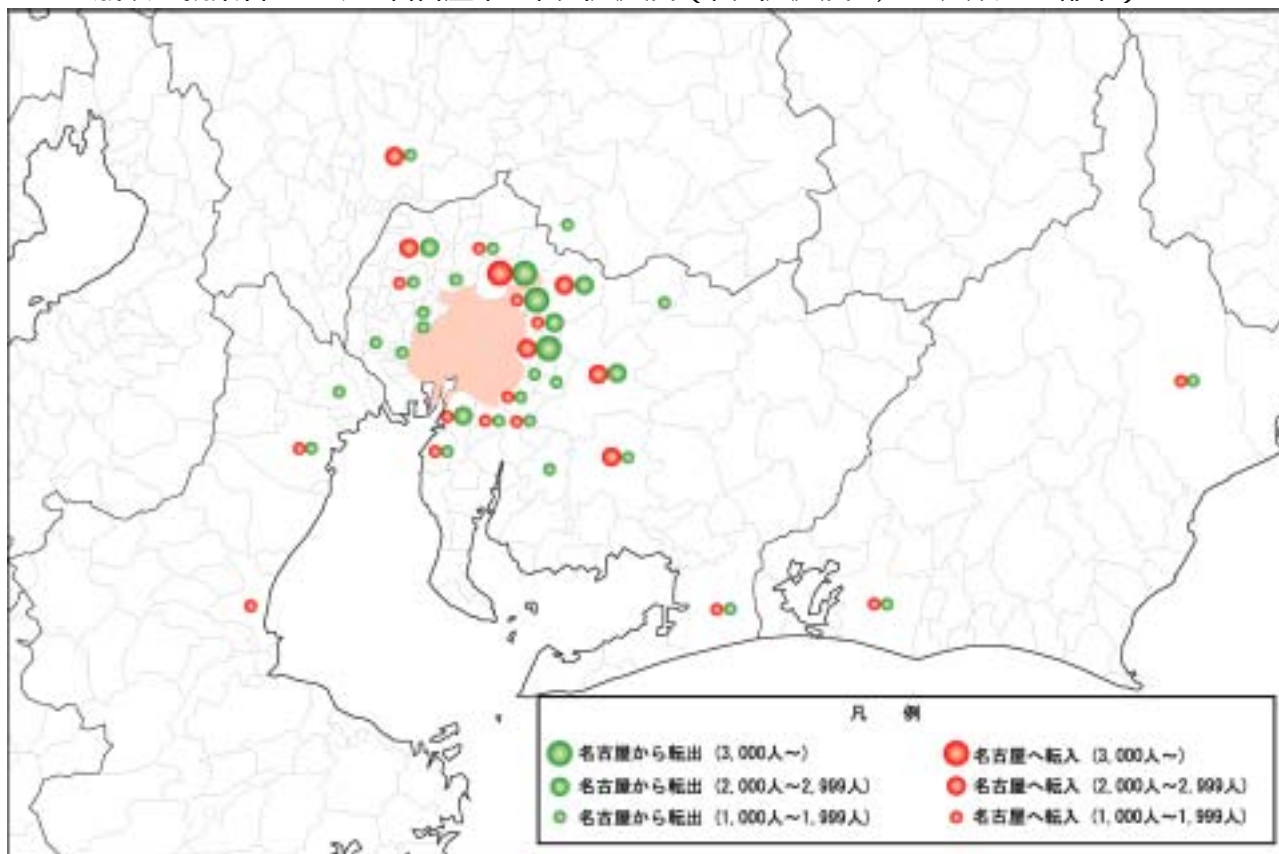 凡 例
名古屋から転出 (3,000人~)
名古屋から転出 (2,000人~2,999人)
名古屋から転出 (1,000人~1,999人)
名古屋へ転入 (3,000人~)
名古屋へ転入 (2,000人~2,999人)
名古屋へ転入 (1,000人~1,999人)